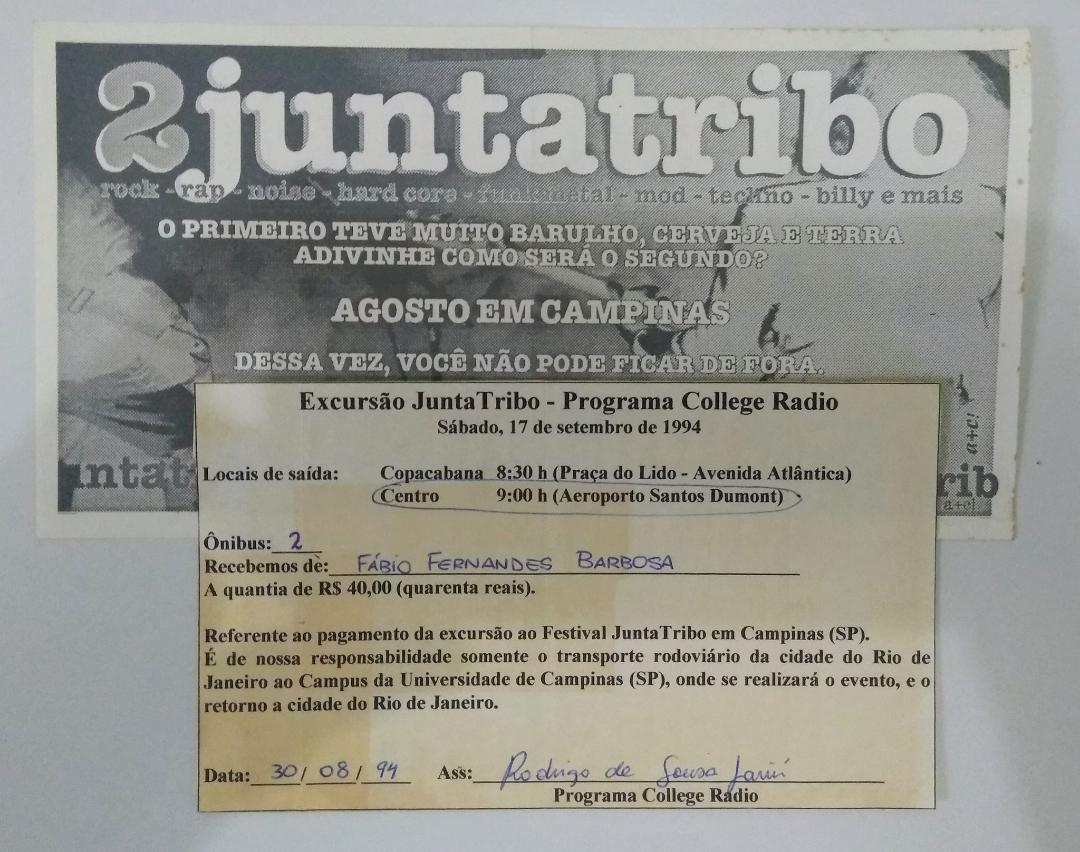 2juntatribo
rock - rap - noise - hard core - funk metal - mod - techno - billy e mais
O PRIMEIRO TEVE MUITO BARULHO, CERVEJA E TERRA
ADIVINHE COMO SERÁ O SEGUNDO?
AGOSTO EM CAMPINAS
DESSA VEZ, VOCÊ NÃO PODE FICAR DE FORA.
a+c!
untat
rib
a+c!
Excursão JuntaTribo - Programa College Radio
Sábado, 17 de setembro de 1994
Locais de saída: Copacabana 8:30 h (Praça do Lido - Avenida Atlântica)
Centro 9:00 h (Aeroporto Santos Dumont)
Ônibus: 2
Recebemos de: FÁBIO FERNANDES BARBOSA
A quantia de R$ 40,00 (quarenta reais).
Referente ao pagamento da excursão ao Festival JuntaTribo em Campinas (SP).
É de nossa responsabilidade somente o transporte rodoviário da cidade do Rio de
Janeiro ao Campus da Universidade de Campinas (SP), onde se realizará o evento, e o
retorno a cidade do Rio de Janeiro.
Data: 30/ 08/ 94 Ass: Rodrigo de Sousa
Programa College Radio